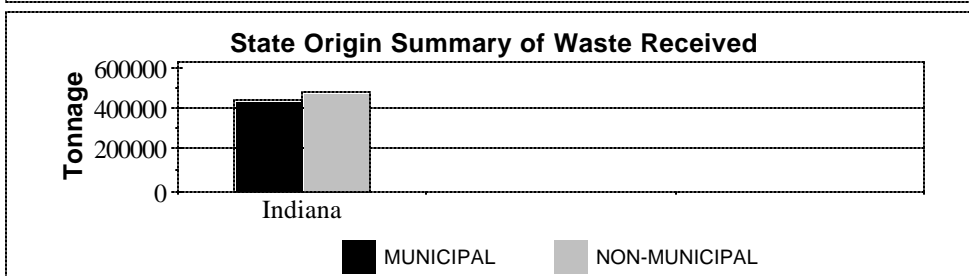 State Origin Summary of Waste Received
Tonnage
600000
400000
200000
0
Indiana
MUNICIPAL
NON-MUNICIPAL